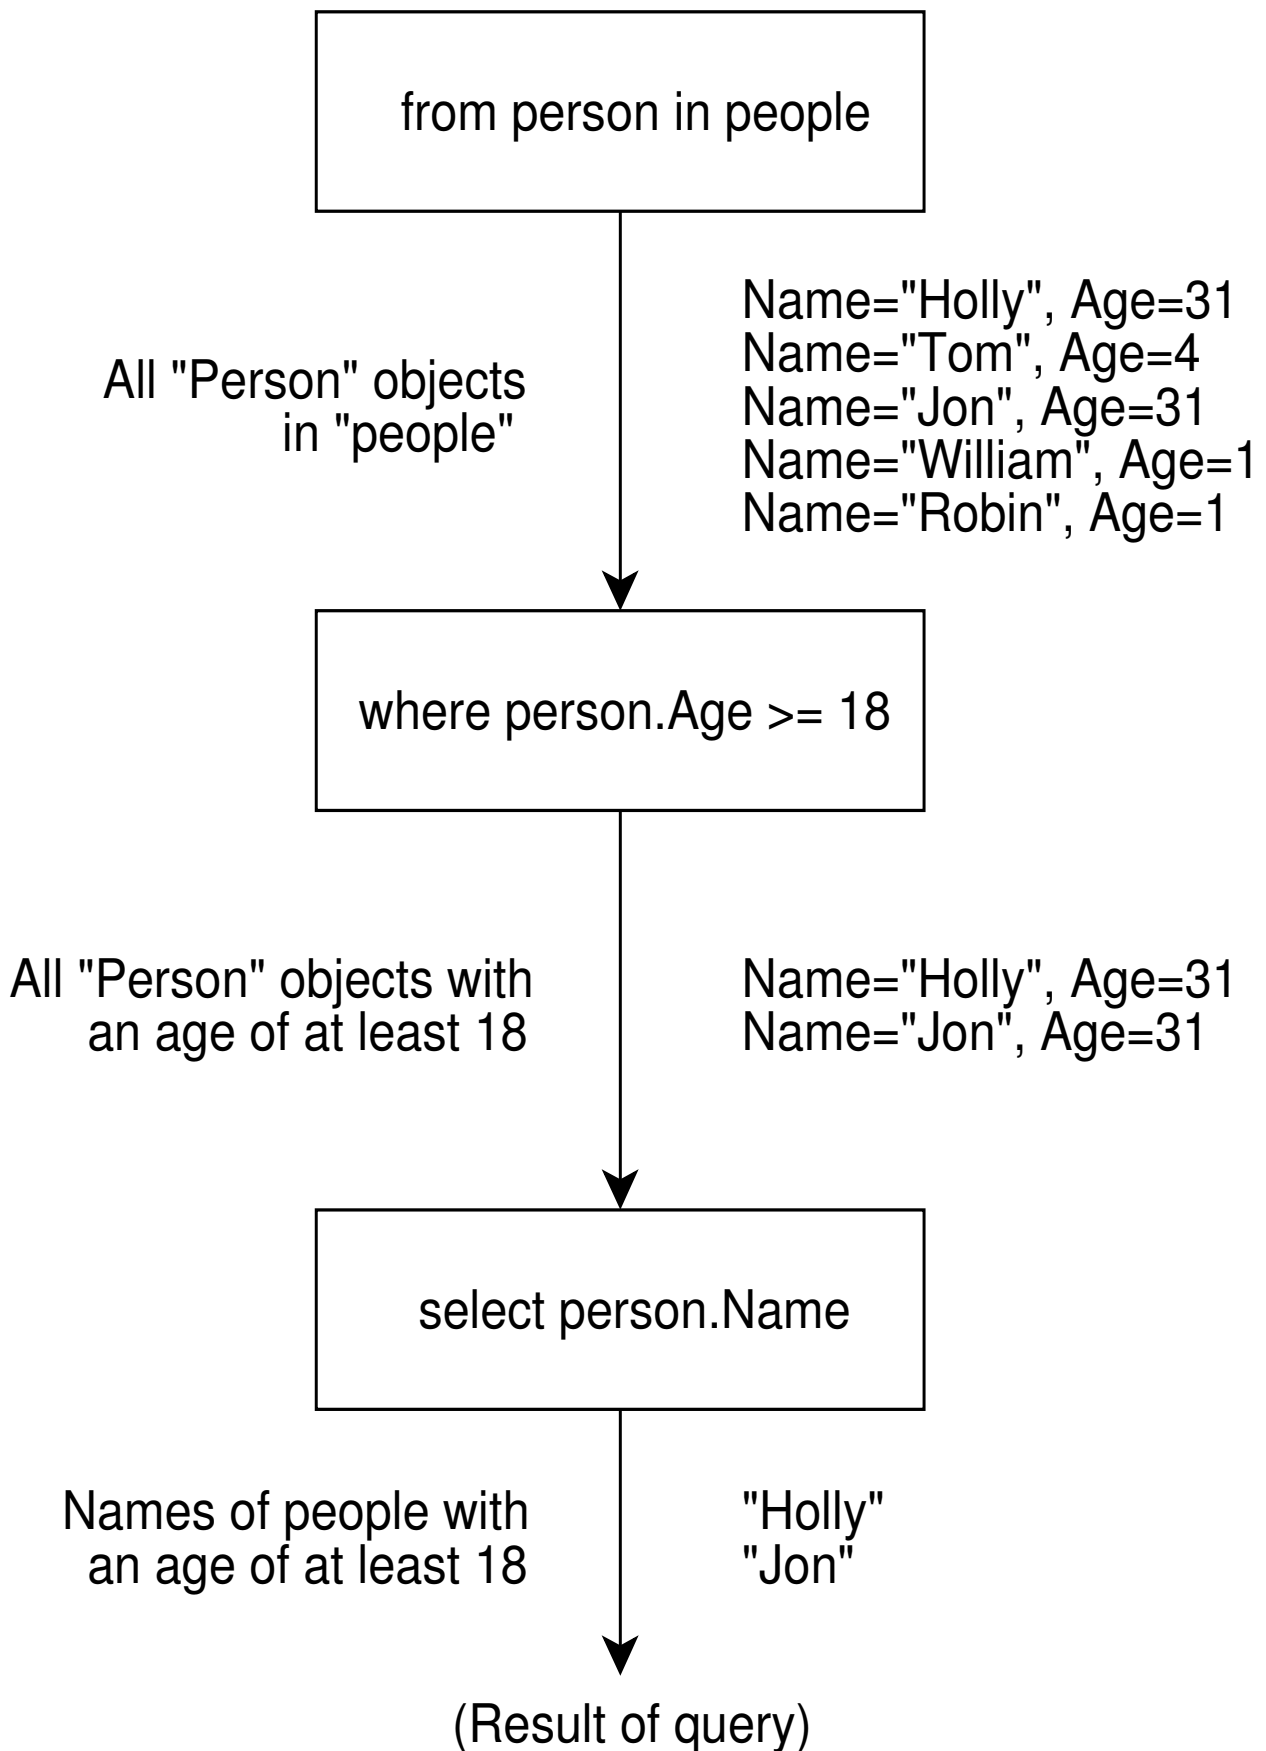 from person in people
All "Person" objects
in "people"
Name="Holly", Age=31
Name="Tom", Age=4
Name="Jon", Age=31
Name="William", Age=1
Name="Robin", Age=1
where person.Age >= 18
All "Person" objects with
an age of at least 18
Name="Holly", Age=31
Name="Jon", Age=31
select person.Name
Names of people with
an age of at least 18
"Holly"
"Jon"
(Result of query)